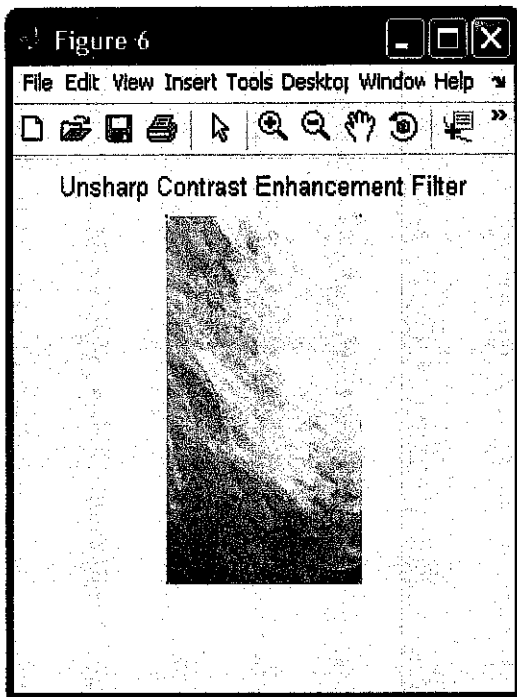 Figure 6
File Edit View Insert Tools Desktop Window Help
Unsharp Contrast Enhancement Filter